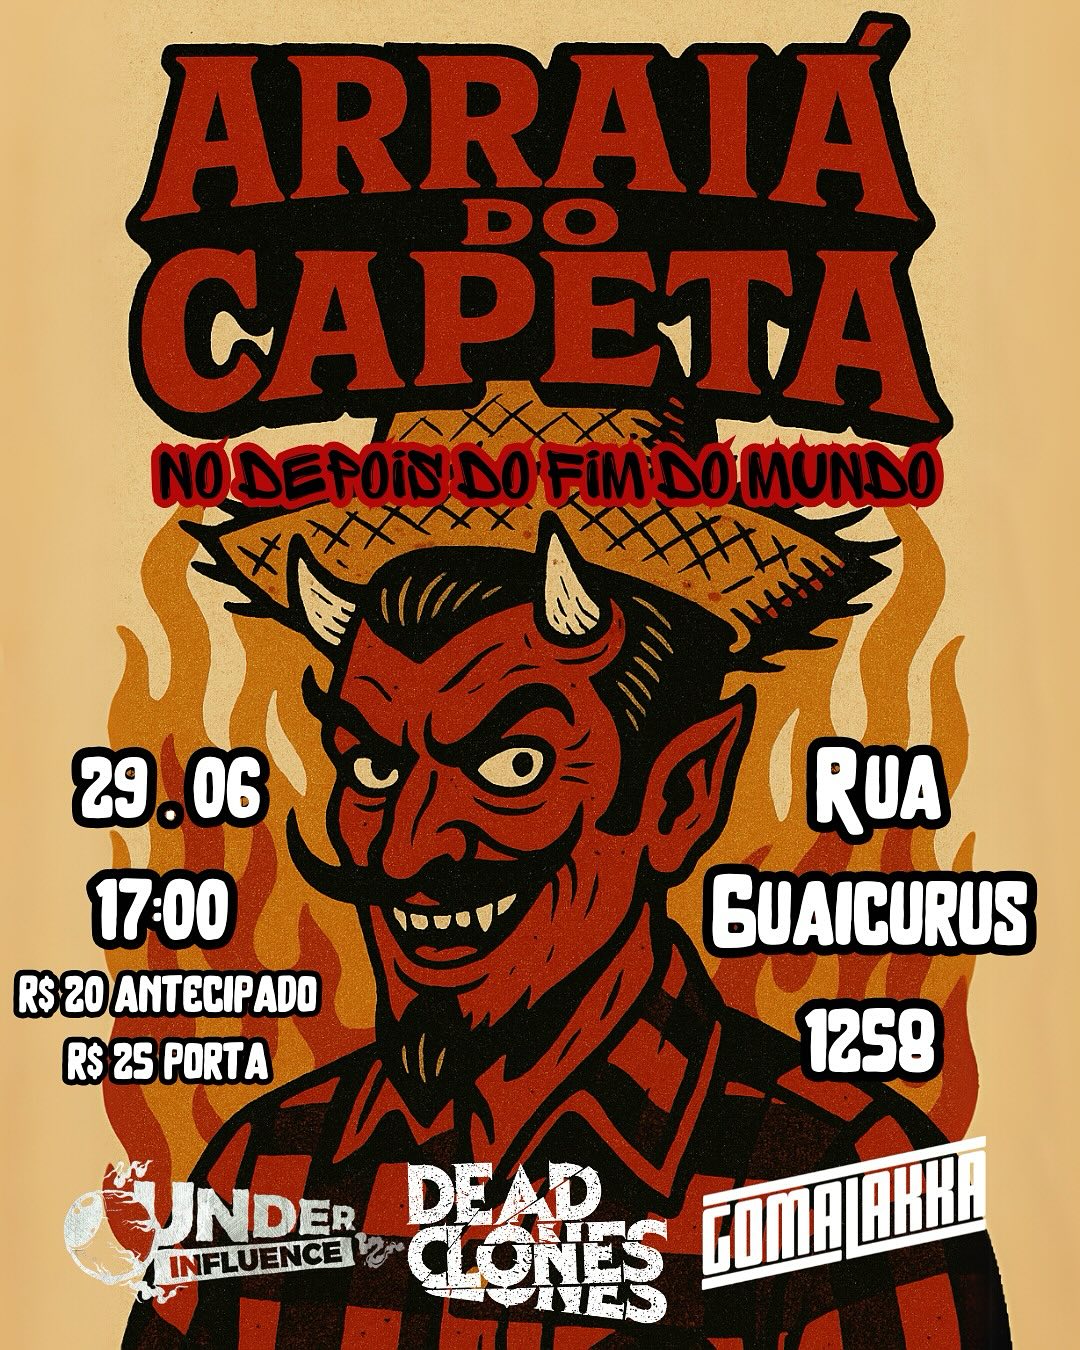 ARRAIÁ
DO
CAPETA
NO DEPOIS DO FIM DO MUNDO
29.06
17:00
R$ 20 ANTECIPADO
R$ 25 PORTA
RUA
GUAICURUS
1258
UNDER
INFLUENCE
DEAD
CLONES
CLONES
GOMALAKKA